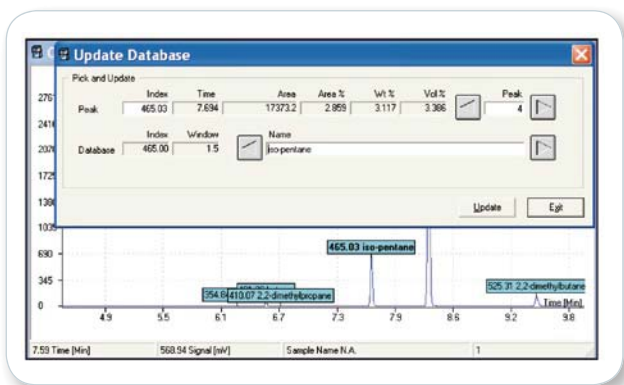 Update Database
Pick and Update
Index Time Area Area % Wt % Vol % Peak
Peak 465.03 7.694 17373.2 2.859 3.117 3.386 4
Index Window Name
Database 465.00 1.5 iso-pentane
Update Exit
276
2414
2070
1725
1380
1035
690
345
0
465.03 iso-pentane
354.8
410.07 2,2-dimethylpropane
525.31 2,2-dimethylbutane
Time [Min]
4.9 5.5 6.1 6.7 7.3 7.9 8.6 9.2 9.8
7.59 Time [Min] 568.94 Signal [mV] Sample Name N.A. 1